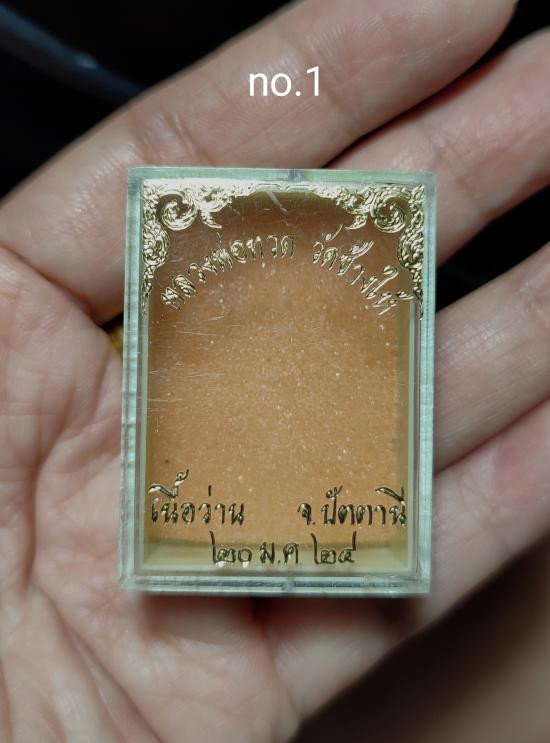 no.1
หลวงพ่อทวด วัดช้างไห้
เนื้อว่าน จ.ปัตตานี
๒๐ ม.ค. ๒๕